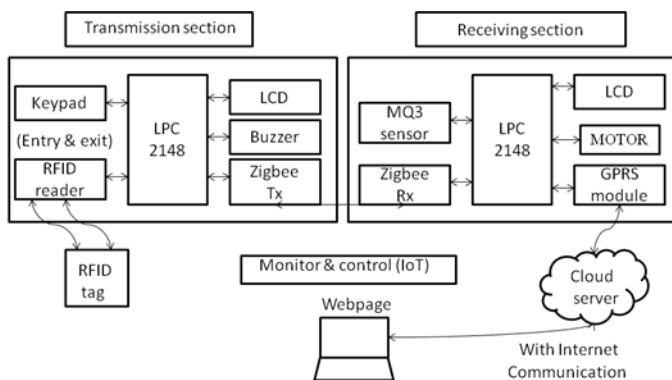 Transmission section
Receiving section
Keypad
(Entry & exit)
RFID
reader
LPC
2148
LCD
Buzzer
Zigbee
Tx
MQ3
sensor
Zigbee
Rx
LPC
2148
LCD
MOTOR
GPRS
module
RFID
tag
Monitor & control (IoT)
Webpage
Cloud
server
With Internet
Communication